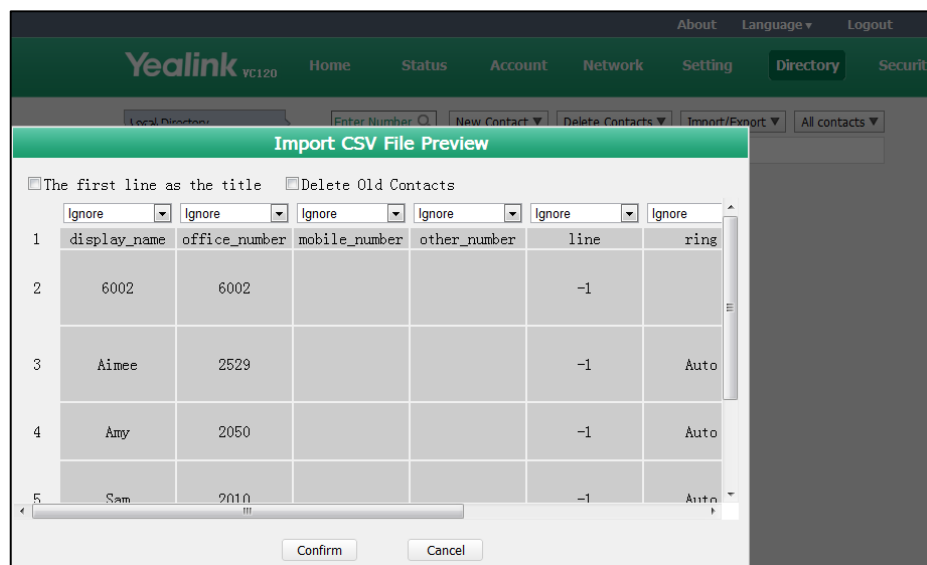 About Language ▾ Logout
Yealink VC120 Home Status Account Network Setting Directory Securit
Local Directory Enter Number New Contact ▼ Delete Contacts ▼ Import/Export ▼ All contacts ▼
Import CSV File Preview
The first line as the title Delete Old Contacts
Ignore Ignore Ignore Ignore Ignore Ignore
1 display_name office_number mobile_number other_number line ring
2 6002 6002 -1
3 Aimee 2529 -1 Auto
4 Amy 2050 -1 Auto
5 Sam 2010 -1 Auto
Confirm Cancel